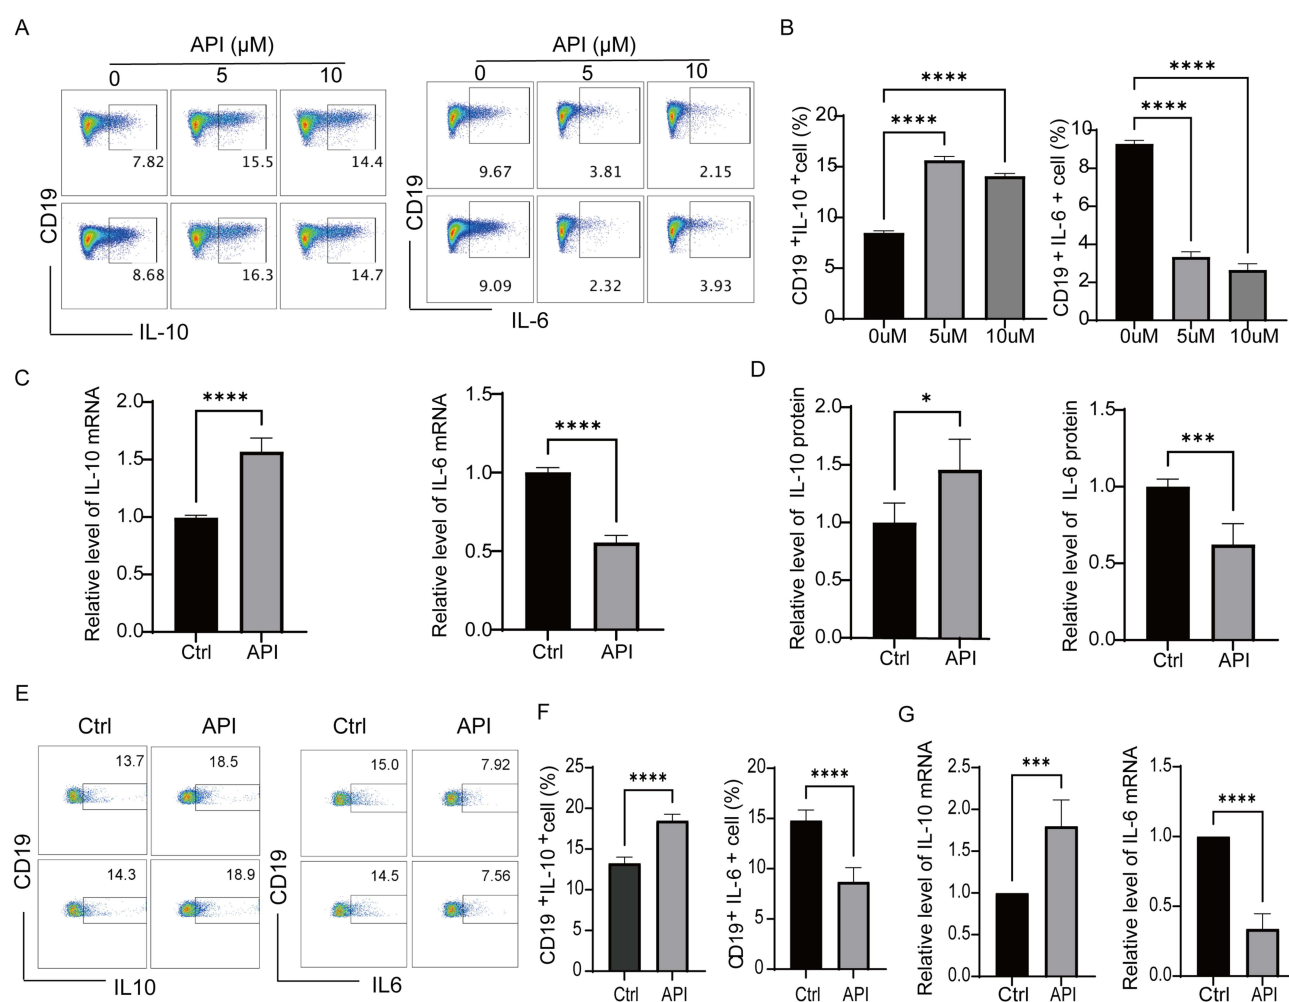 A
API (μM)
0 5 10
7.82 15.5 14.4
8.68 16.3 14.7
CD19
IL-10
API (μM)
0 5 10
9.67 3.81 2.15
9.09 2.32 3.93
CD19
IL-6
B
CD19 +IL-10 +cell (%)
20
15
10
5
0
****
****
0uM 5uM 10uM
CD19 + IL-6 + cell (%)
10
8
6
4
2
0
****
****
0uM 5uM 10uM
C
Relative level of IL-10 mRNA
2.0
1.5
1.0
0.5
0.0
****
Ctrl API
Relative level of IL-6 mRNA
1.5
1.0
0.5
0.0
****
Ctrl API
D
Relative level of IL-10 protein
2.0
1.5
1.0
0.5
0.0
*
Ctrl API
Relative level of IL-6 protein
1.5
1.0
0.5
0.0
***
Ctrl API
E
Ctrl API
13.7 18.5
14.3 18.9
CD19
IL10
Ctrl API
15.0 7.92
14.5 7.56
CD19
IL6
F
CD19 +IL-10 +cell (%)
25
20
15
10
5
0
****
Ctrl API
CD19+ IL-6 + cell (%)
20
15
10
5
0
****
Ctrl API
G
Relative level of IL-10 mRNA
2.5
2.0
1.5
1.0
0.5
0.0
***
Ctrl API
Relative level of IL-6 mRNA
1.5
1.0
0.5
0.0
****
Ctrl API